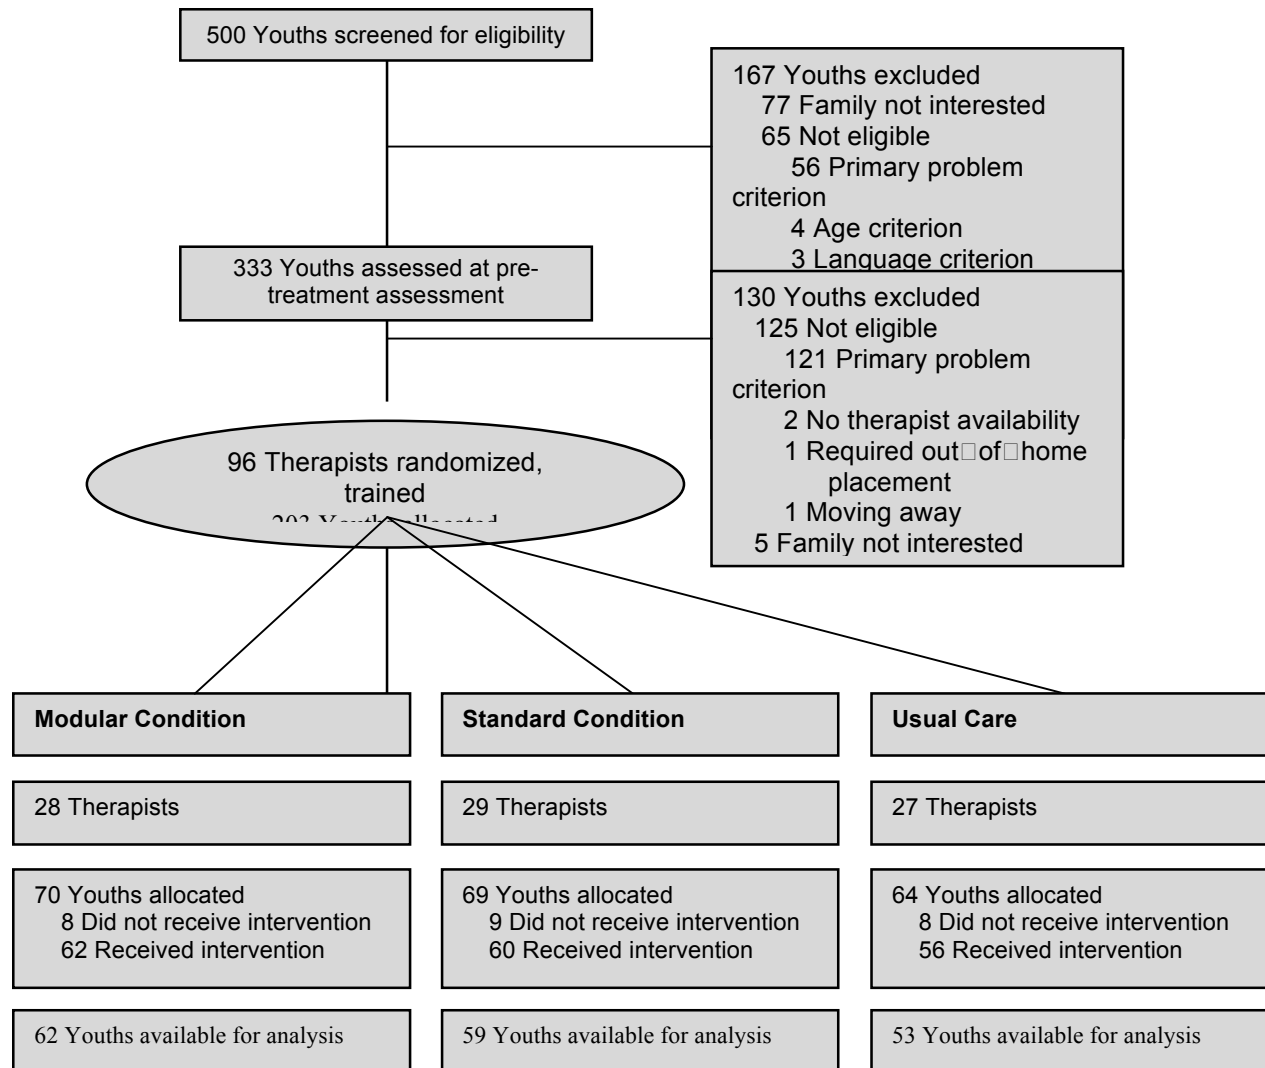 500 Youths screened for eligibility
167 Youths excluded
77 Family not interested
65 Not eligible
56 Primary problem
criterion
4 Age criterion
3 Language criterion
333 Youths assessed at pre-
treatment assessment
130 Youths excluded
125 Not eligible
121 Primary problem
criterion
2 No therapist availability
1 Required out□of□home
placement
1 Moving away
5 Family not interested
96 Therapists randomized,
trained
203 Youths allocated
Modular Condition
28 Therapists
70 Youths allocated
8 Did not receive intervention
62 Received intervention
62 Youths available for analysis
Standard Condition
29 Therapists
69 Youths allocated
9 Did not receive intervention
60 Received intervention
59 Youths available for analysis
Usual Care
27 Therapists
64 Youths allocated
8 Did not receive intervention
56 Received intervention
53 Youths available for analysis